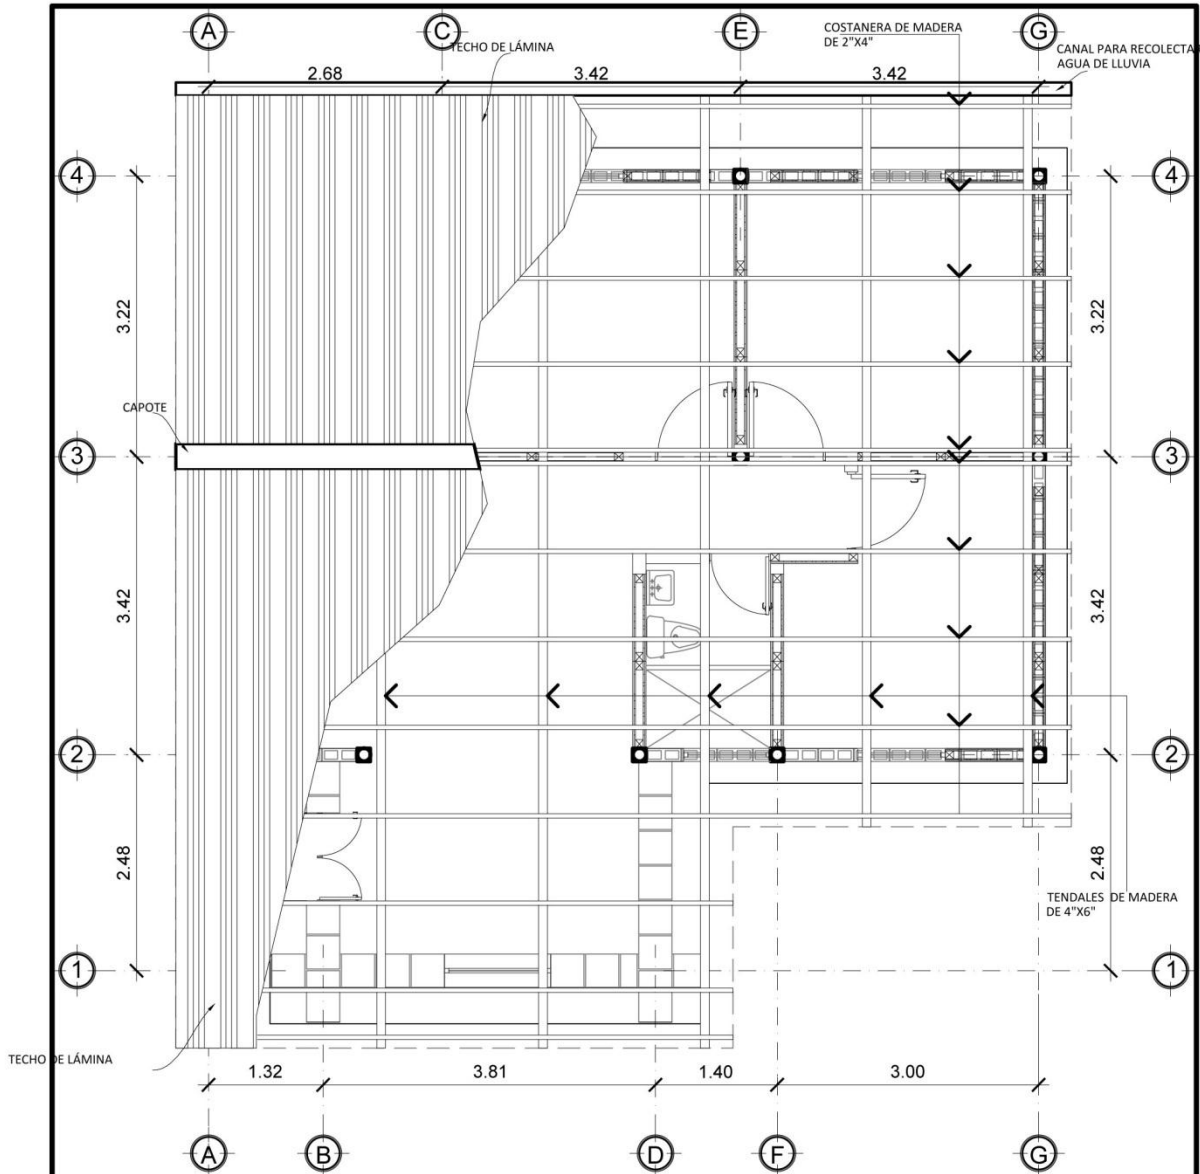 A C E G
COSTANERA DE MADERA
DE 2"X4"
TECHO DE LÁMINA
CANAL PARA RECOLECTA
AGUA DE LLUVIA
2.68 3.42 3.42
4 4
3.22 3.22
CAPOTE
3 3
3.42 3.42
2 2
2.48 2.48
TENDALES DE MADERA
DE 4"X6"
1 1
TECHO DE LÁMINA
1.32 3.81 1.40 3.00
A B D F G